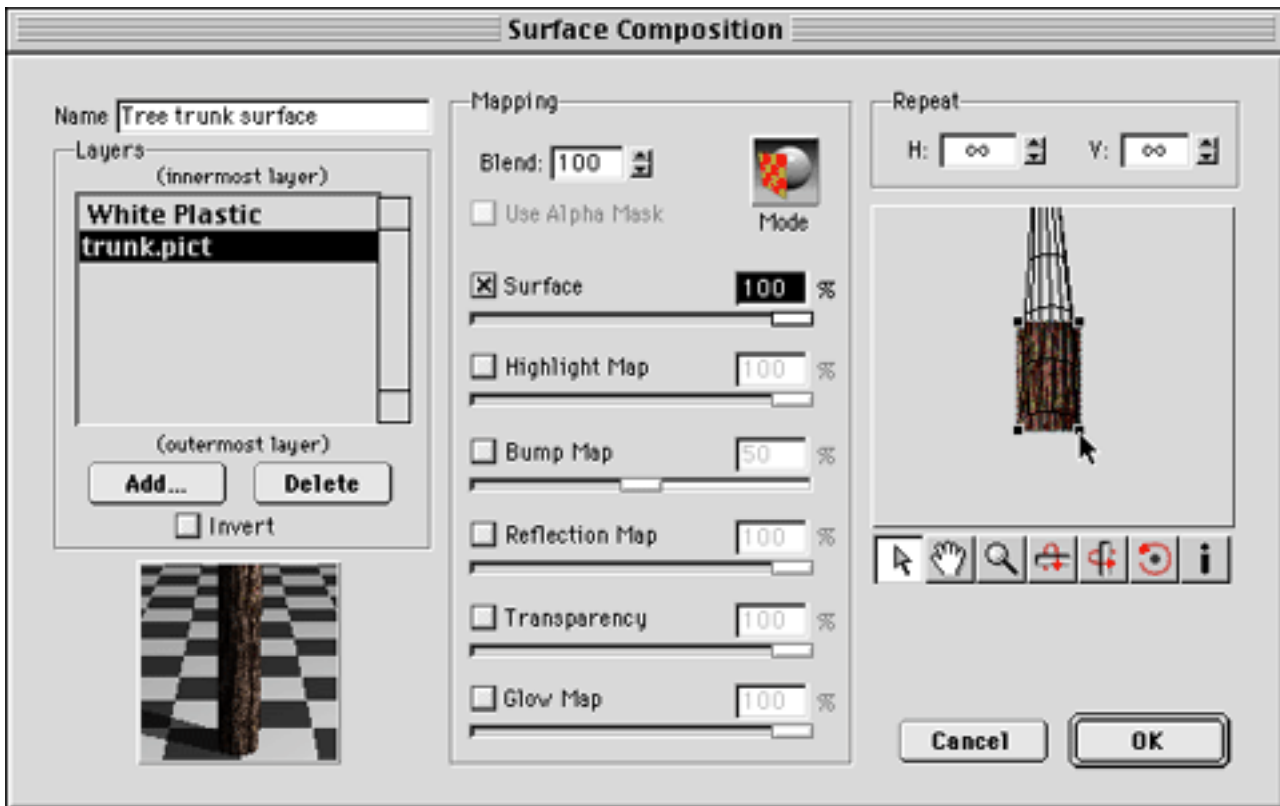 Surface Composition
Name Tree trunk surface
Layers
(innermost layer)
White Plastic
trunk.pict
(outermost layer)
Add...
Delete
Invert
Mapping
Blend: 100
Use Alpha Mask
Mode
Surface 100 %
Highlight Map 100 %
Bump Map 50 %
Reflection Map 100 %
Transparency 100 %
Glow Map 100 %
Repeat
H: ∞ V: ∞
i
Cancel
OK